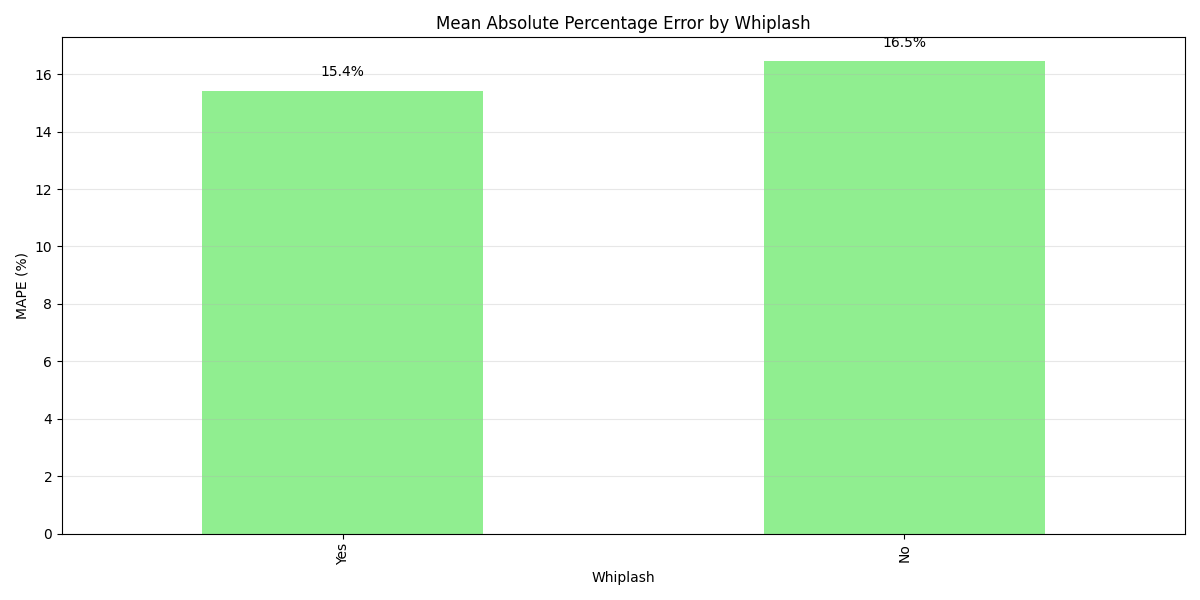 Mean Absolute Percentage Error by Whiplash
16.5%
15.4%
16
14
12
10
8
6
4
2
0
MAPE (%)
Yes
No
Whiplash